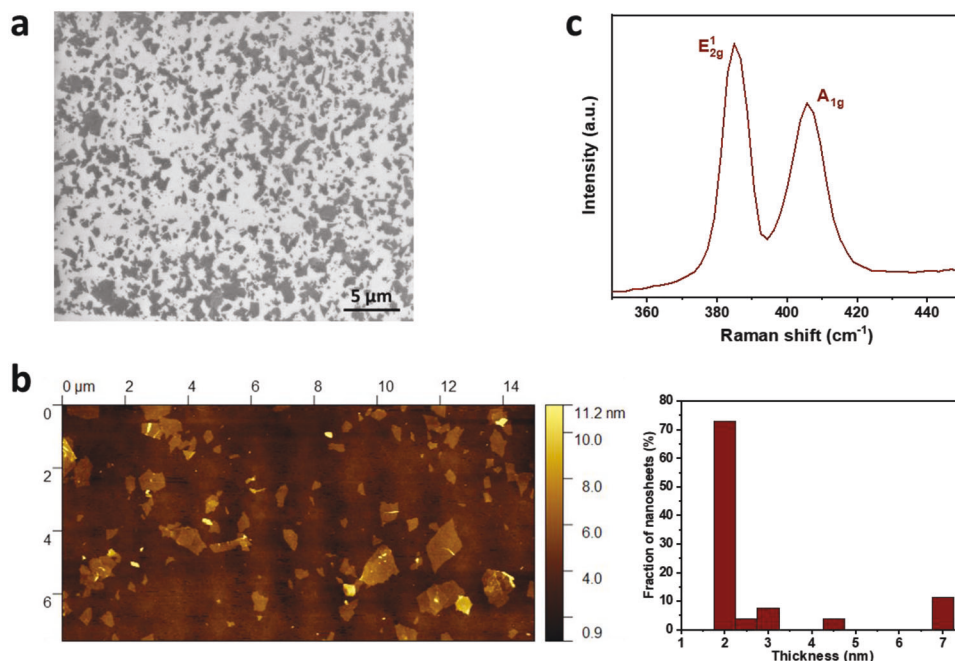 a
5 µm
c
E¹₂g
A₁g
Intensity (a.u.)
360 380 400 420 440
Raman shift (cm⁻¹)
b
0 µm 2 4 6 8 10 12 14
0
2
4
6
11.2 nm
10.0
8.0
6.0
4.0
0.9
Fraction of nanosheets (%)
80
70
60
50
40
30
20
10
0
1 2 3 4 5 6 7
Thickness (nm)